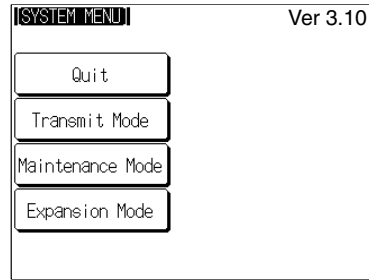 SYSTEM MENU
Ver 3.10
Quit
Transmit Mode
Maintenance Mode
Expansion Mode